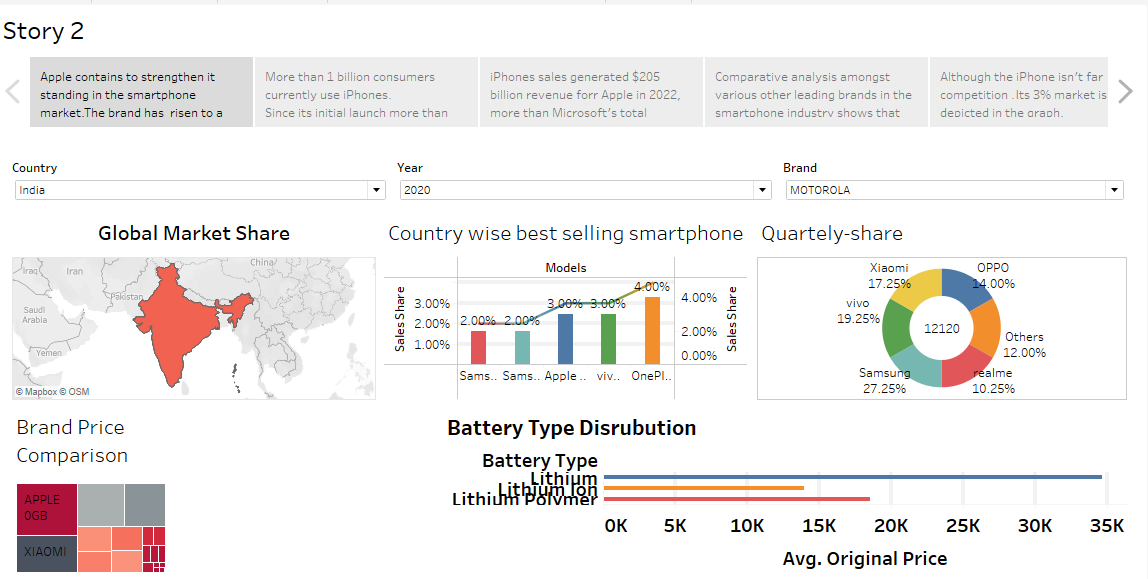 Story 2
Apple contains to strengthen it
standing in the smartphone
market.The brand has risen to a
More than 1 billion consumers
currently use iPhones.
Since its initial launch more than
iPhones sales generated $205
billion revenue forr Apple in 2022,
more than Microsoft's total
Comparative analysis amongst
various other leading brands in the
smartphone industry shows that
Although the iPhone isn't far
competition .Its 3% market is
depicted in the graph.
Country
India
Year
2020
Brand
MOTOROLA
Global Market Share
Iraq
Iran
China
Pakistan
Saudi
Arabia
Yemen
© Mapbox © OSM
Country wise best selling smartphone
Models
Sales Share
3.00%
2.00%
1.00%
2.00%
2.00%
3.00%
3.00%
4.00%
4.00%
2.00%
0.00%
Sales Share
Sams..
Sams..
Apple ..
viv..
OnePl..
Quartely-share
Xiaomi
17.25%
OPPO
14.00%
vivo
19.25%
12120
Others
12.00%
Samsung
27.25%
realme
10.25%
Brand Price
Comparison
APPLE
0GB
XIAOMI
Battery Type Disrubution
Battery Type
Lithium
Lithium Ion
Lithium Polymer
0K
5K
10K
15K
20K
25K
30K
35K
Avg. Original Price